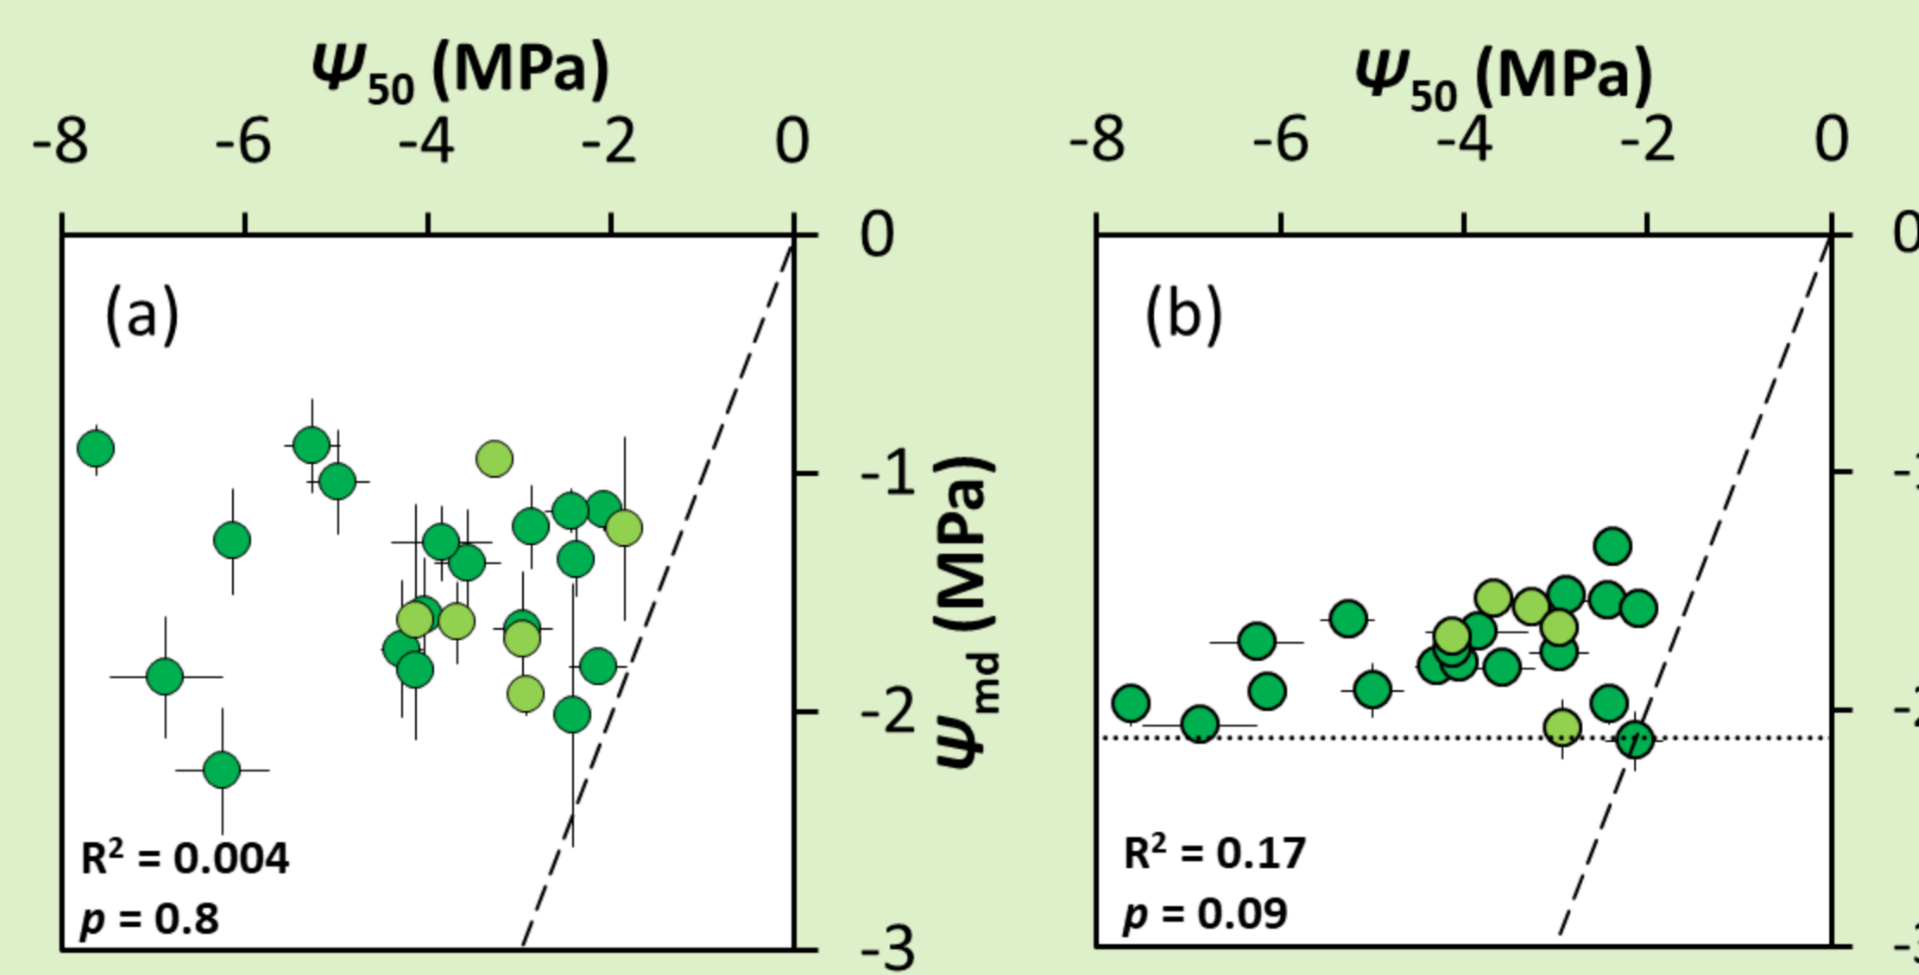 Ψ50 (MPa)
-8 -6 -4 -2 0
0
(a)
-1
-2
-3
Ψmd (MPa)
R² = 0.004
p = 0.8
Ψ50 (MPa)
-8 -6 -4 -2 0
(b)
R² = 0.17
p = 0.09